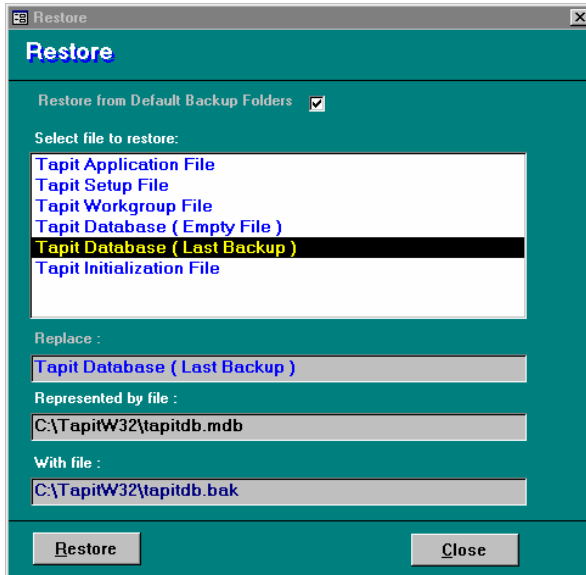 Restore
Restore
Restore from Default Backup Folders
Select file to restore:
Tapit Application File
Tapit Setup File
Tapit Workgroup File
Tapit Database ( Empty File )
Tapit Database ( Last Backup )
Tapit Initialization File
Replace :
Tapit Database ( Last Backup )
Represented by file :
C:\TapitW32\tapitdb.mdb
With file :
C:\TapitW32\tapitdb.bak
Restore Close